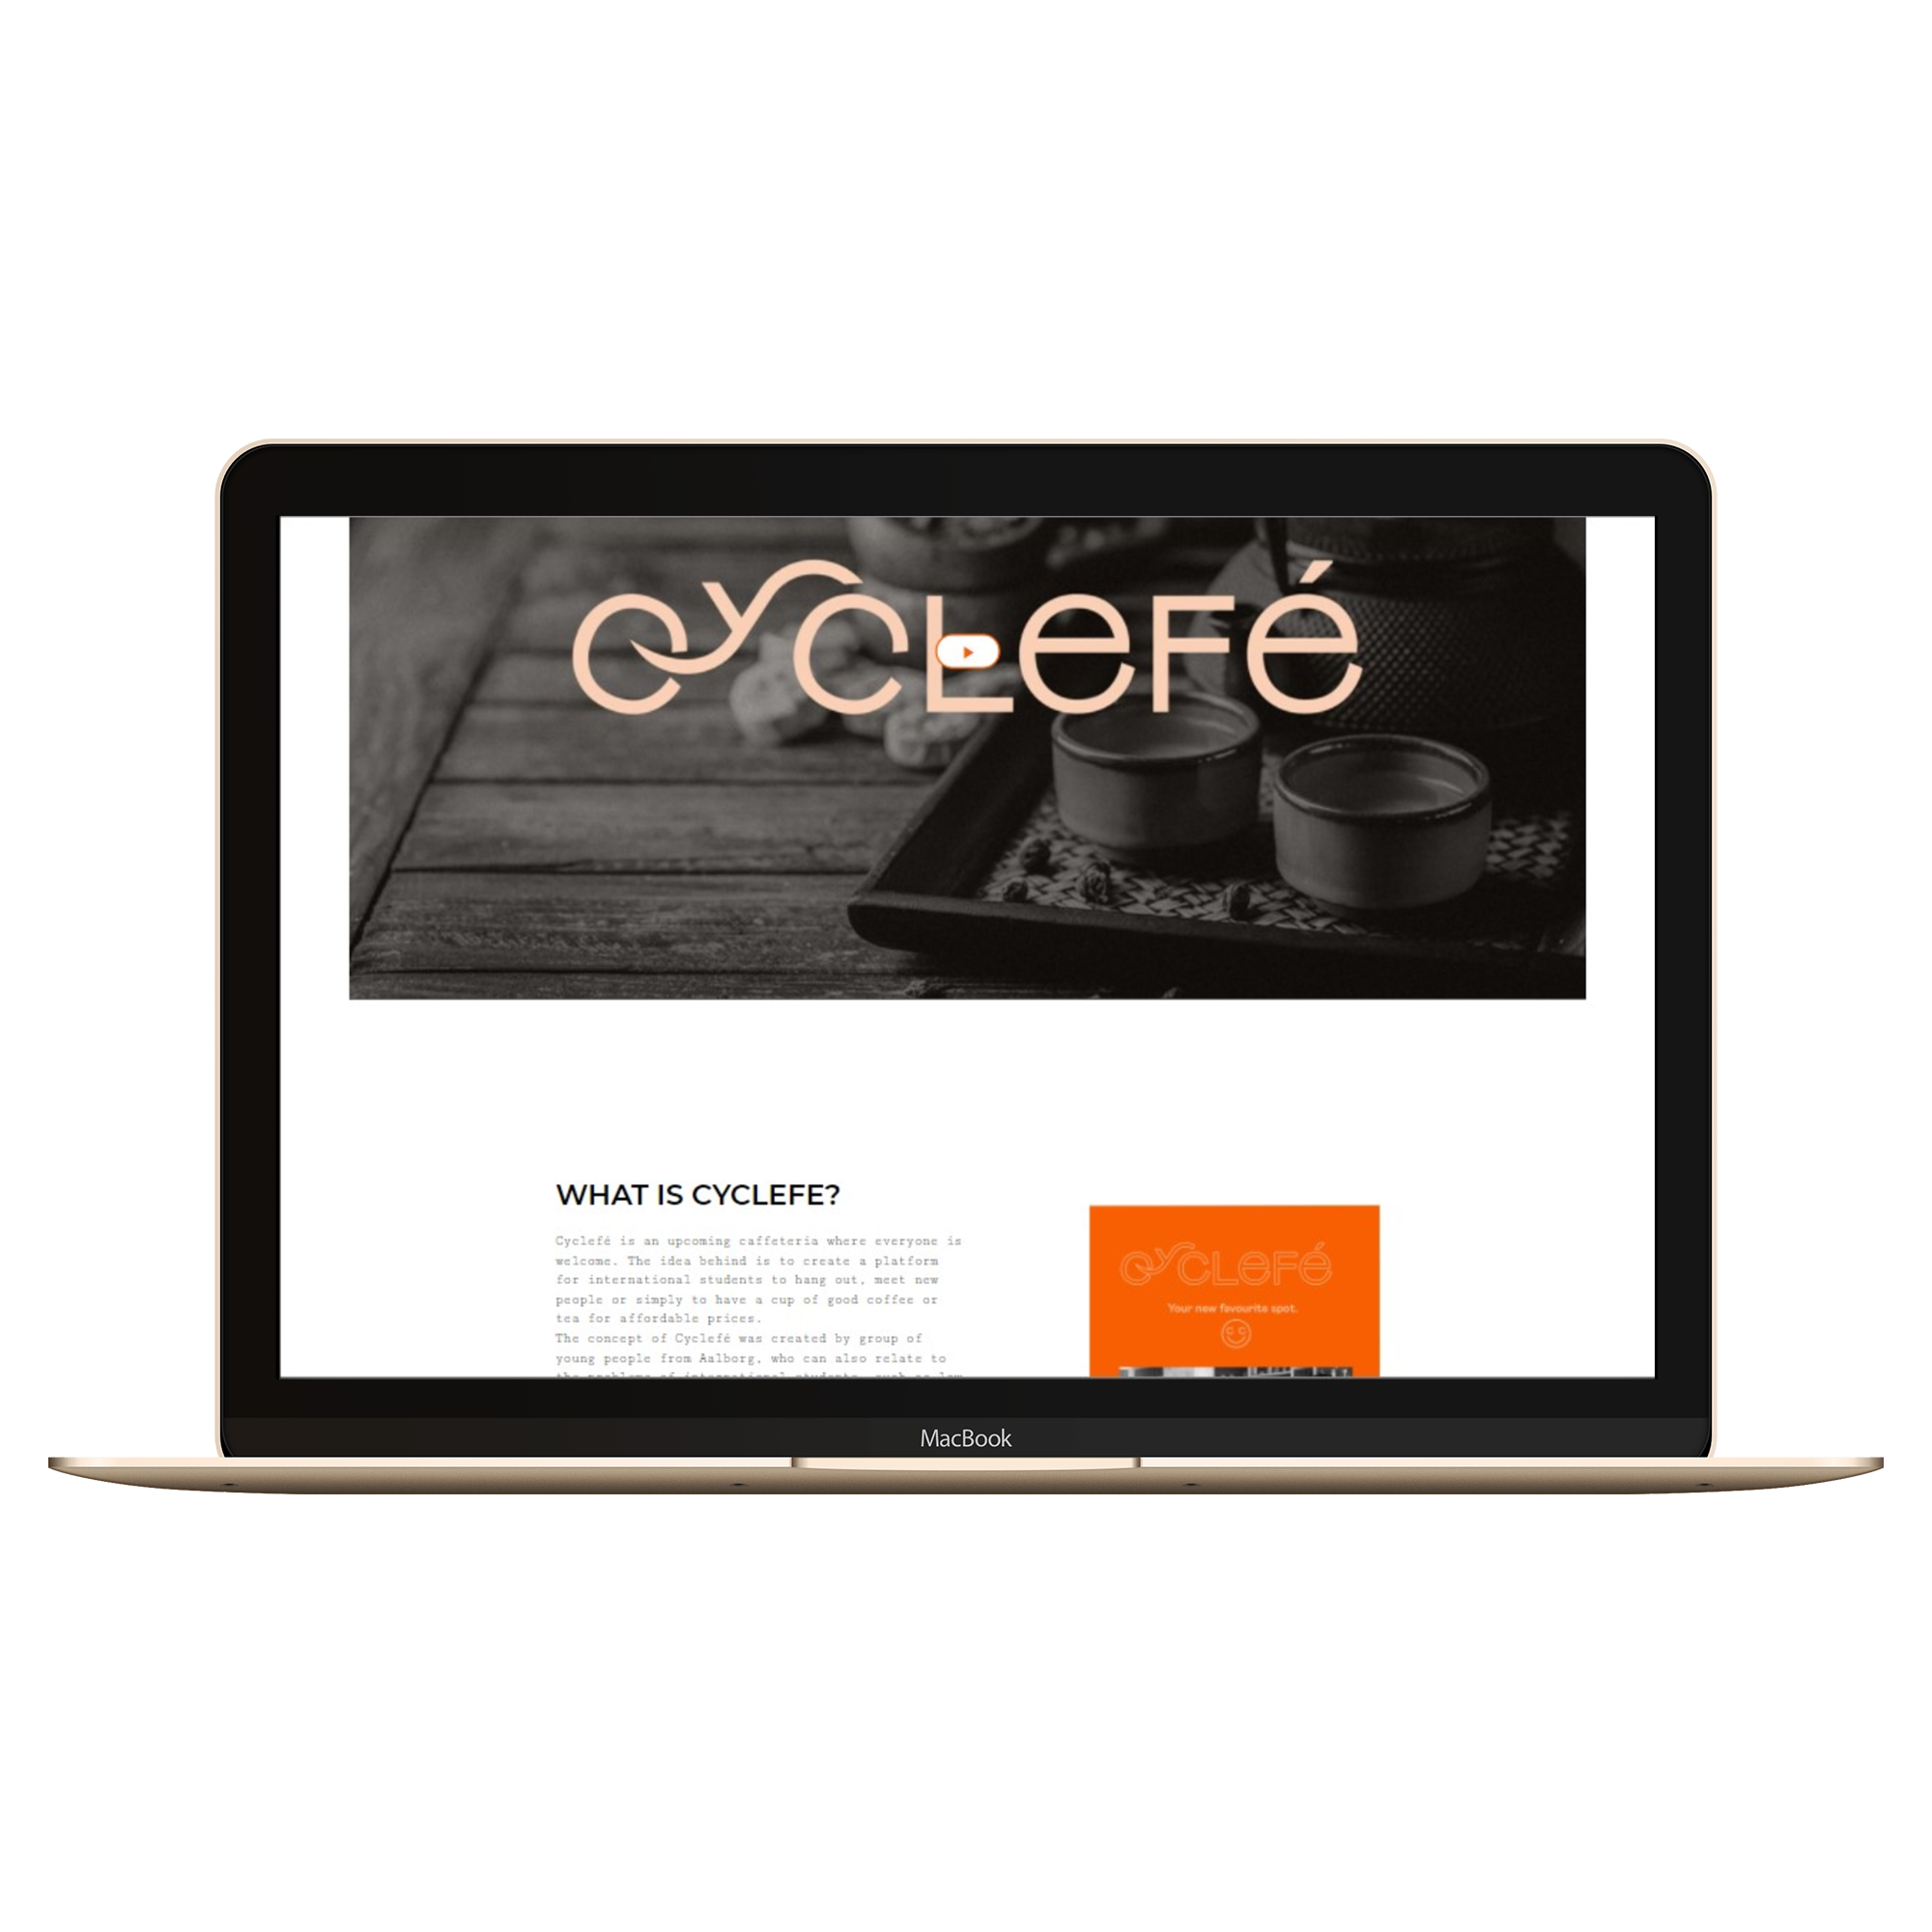 CYCLeFé
WHAT IS CYCLEFE?
Cyclefé is an upcoming caffeteria where everyone is
welcome. The idea behind is to create a platform
for international students to hang out, meet new
people or simply to have a cup of good coffee or
tea for affordable prices.
The concept of Cyclefé was created by group of
young people from Aalborg, who can also relate to
CYCLeFé
Your new favourite spot.
MacBook